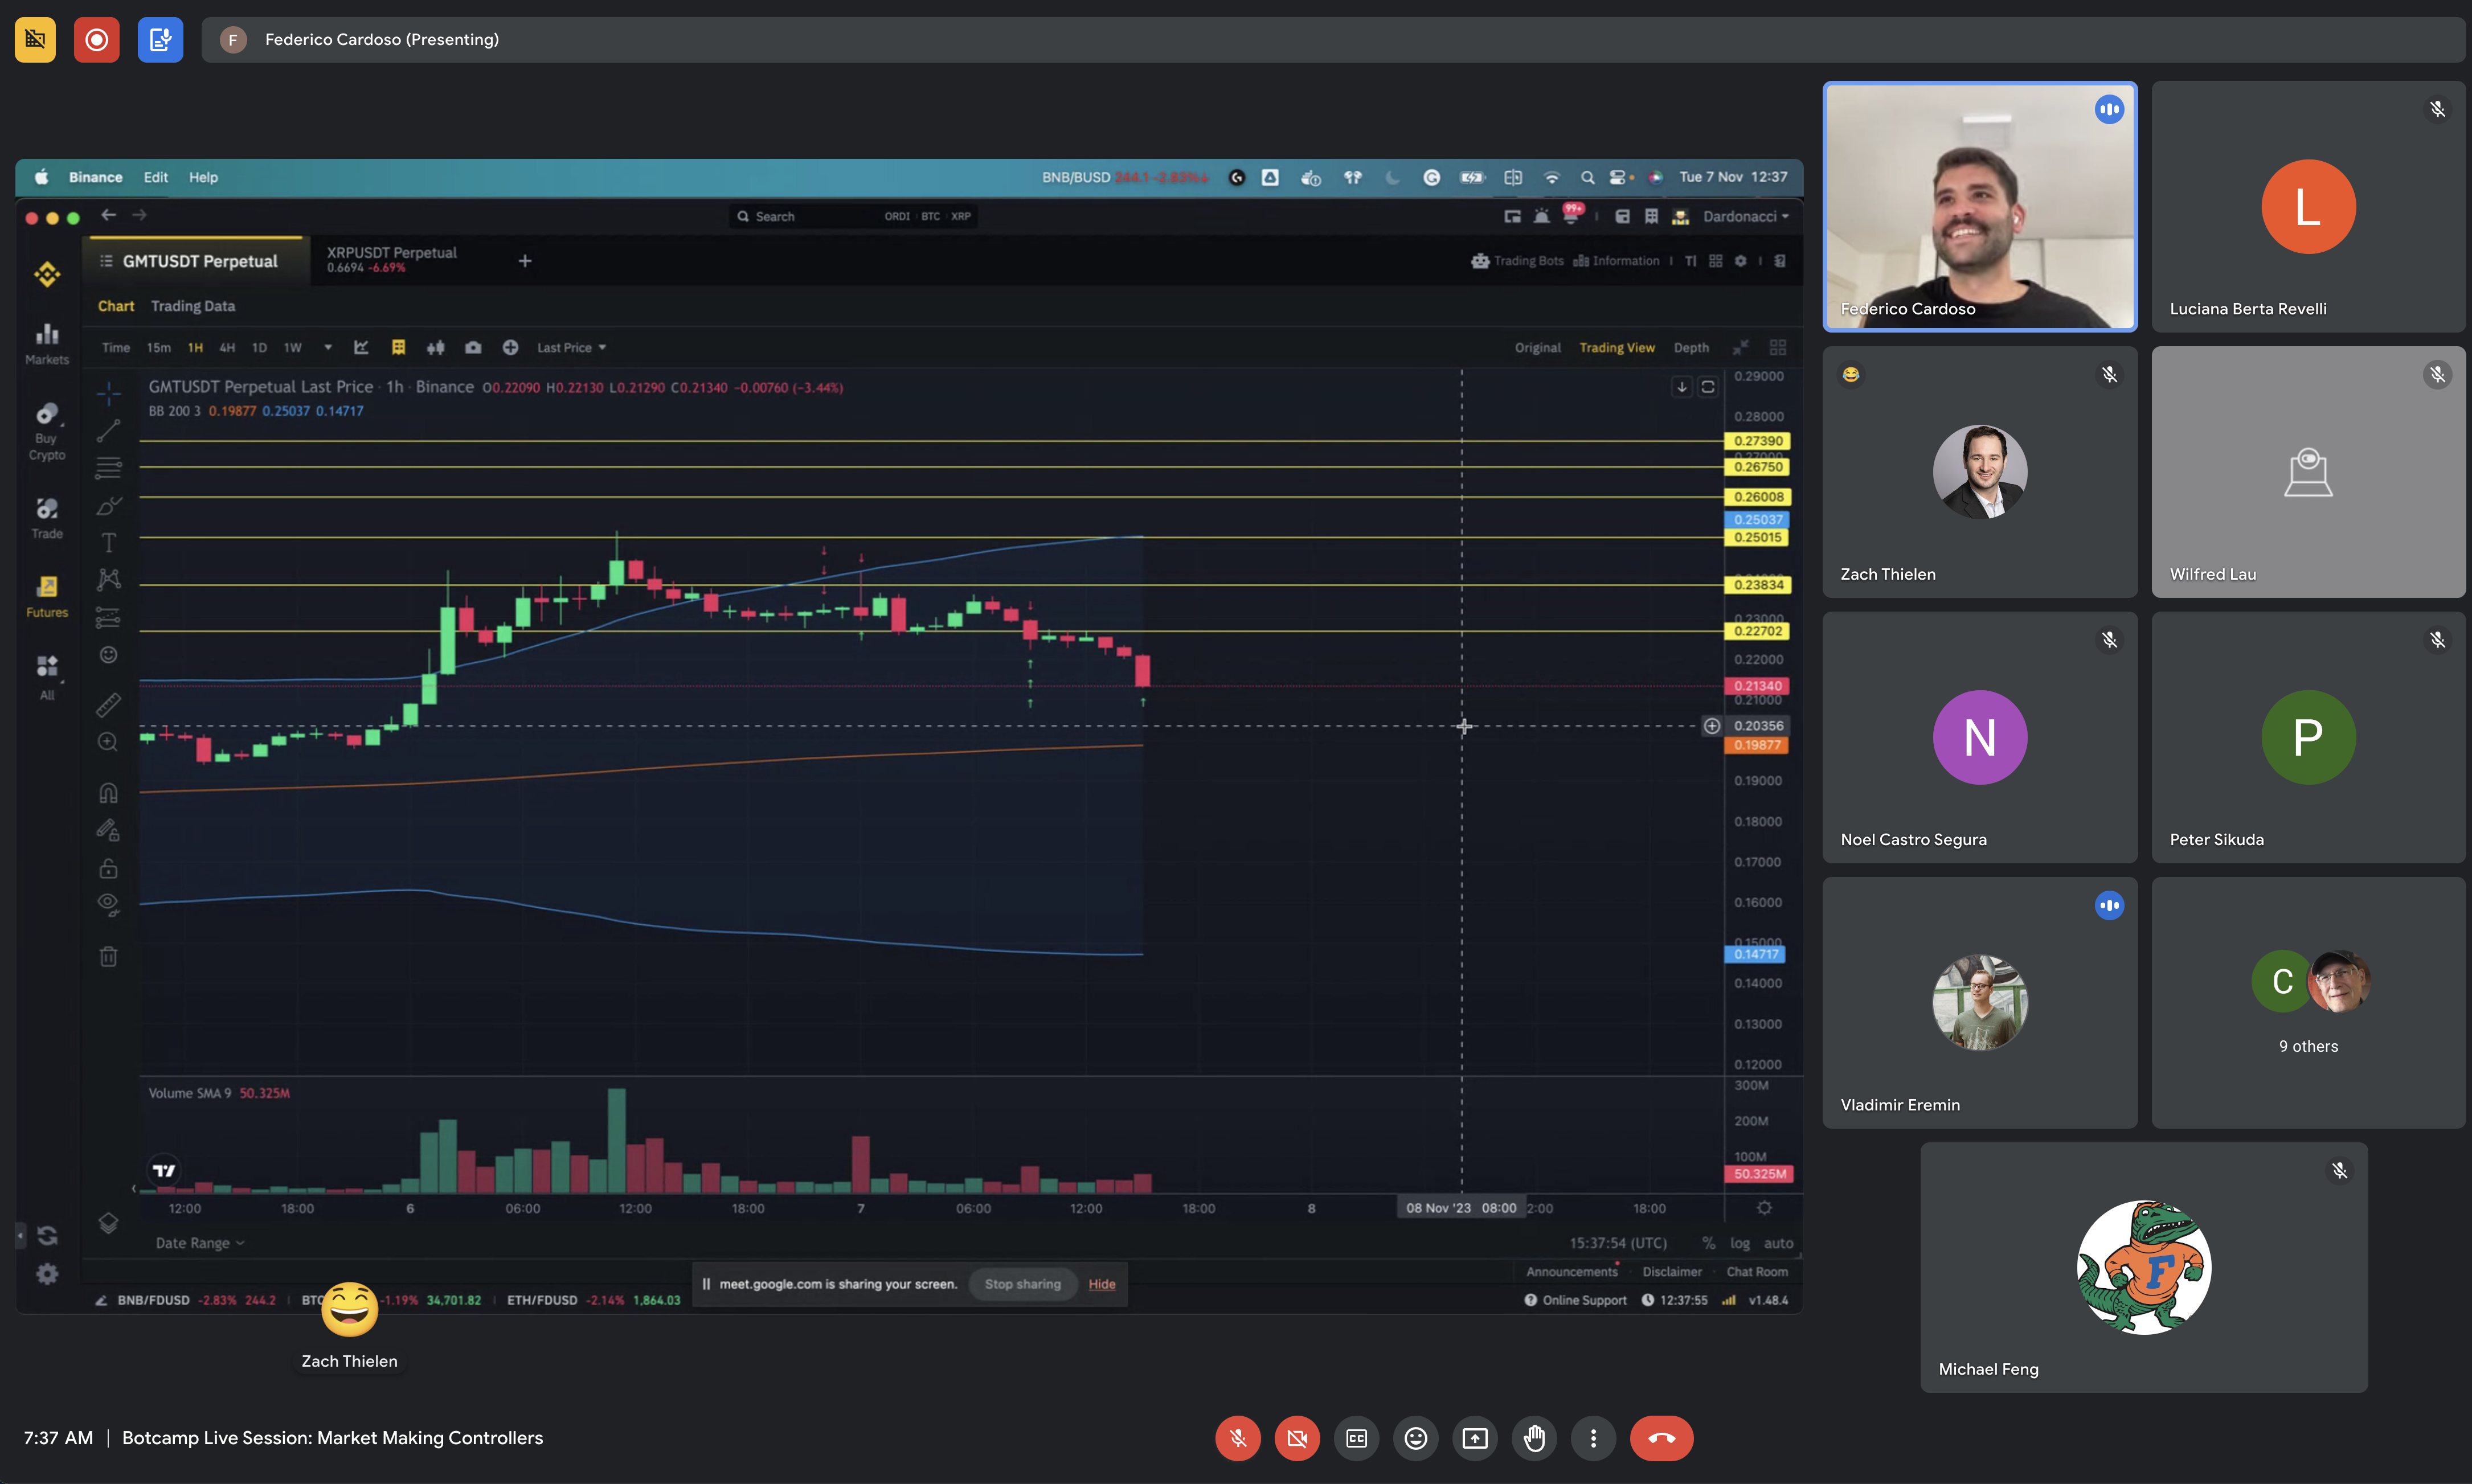 F Federico Cardoso (Presenting)
Binance Edit Help
BNB/BUSD 244.1 -2.83%↓
Tue 7 Nov 12:37
Search ORDI · BTC · XRP
99+
Dardonacci
GMTUSDT Perpetual
XRPUSDT Perpetual
0.6694 -6.69%
+
Trading Bots Information
Chart Trading Data
Time 15m 1H 4H 1D 1W
Last Price
Original Trading View Depth
Markets
Buy
Crypto
Trade
Futures
All
GMTUSDT Perpetual Last Price · 1h · Binance O0.22090 H0.22130 L0.21290 C0.21340 -0.00760 (-3.44%)
BB 200 3 0.19877 0.25037 0.14717
0.29000
0.28000
0.27390
0.27000
0.26750
0.26008
0.25037
0.25015
0.23834
0.23000
0.22702
0.22000
0.21340
0.21000
0.20356
0.19877
0.19000
0.18000
0.17000
0.16000
0.15000
0.14717
0.14000
0.13000
0.12000
Volume SMA 9 50.325M
300M
200M
100M
50.325M
12:00 18:00 6 06:00 12:00 18:00 7 06:00 12:00 18:00 8 08 Nov '23 08:00 2:00 18:00
Date Range
15:37:54 (UTC) % log auto
meet.google.com is sharing your screen. Stop sharing Hide
Announcements Disclaimer Chat Room
BNB/FDUSD -2.83% 244.2 BTC -1.19% 34,701.82 ETH/FDUSD -2.14% 1,864.03
Online Support 12:37:55 v1.48.4
Zach Thielen
Federico Cardoso
L
Luciana Berta Revelli
Zach Thielen
Wilfred Lau
N
Noel Castro Segura
P
Peter Sikuda
Vladimir Eremin
C
9 others
F
Michael Feng
7:37 AM | Botcamp Live Session: Market Making Controllers
CC